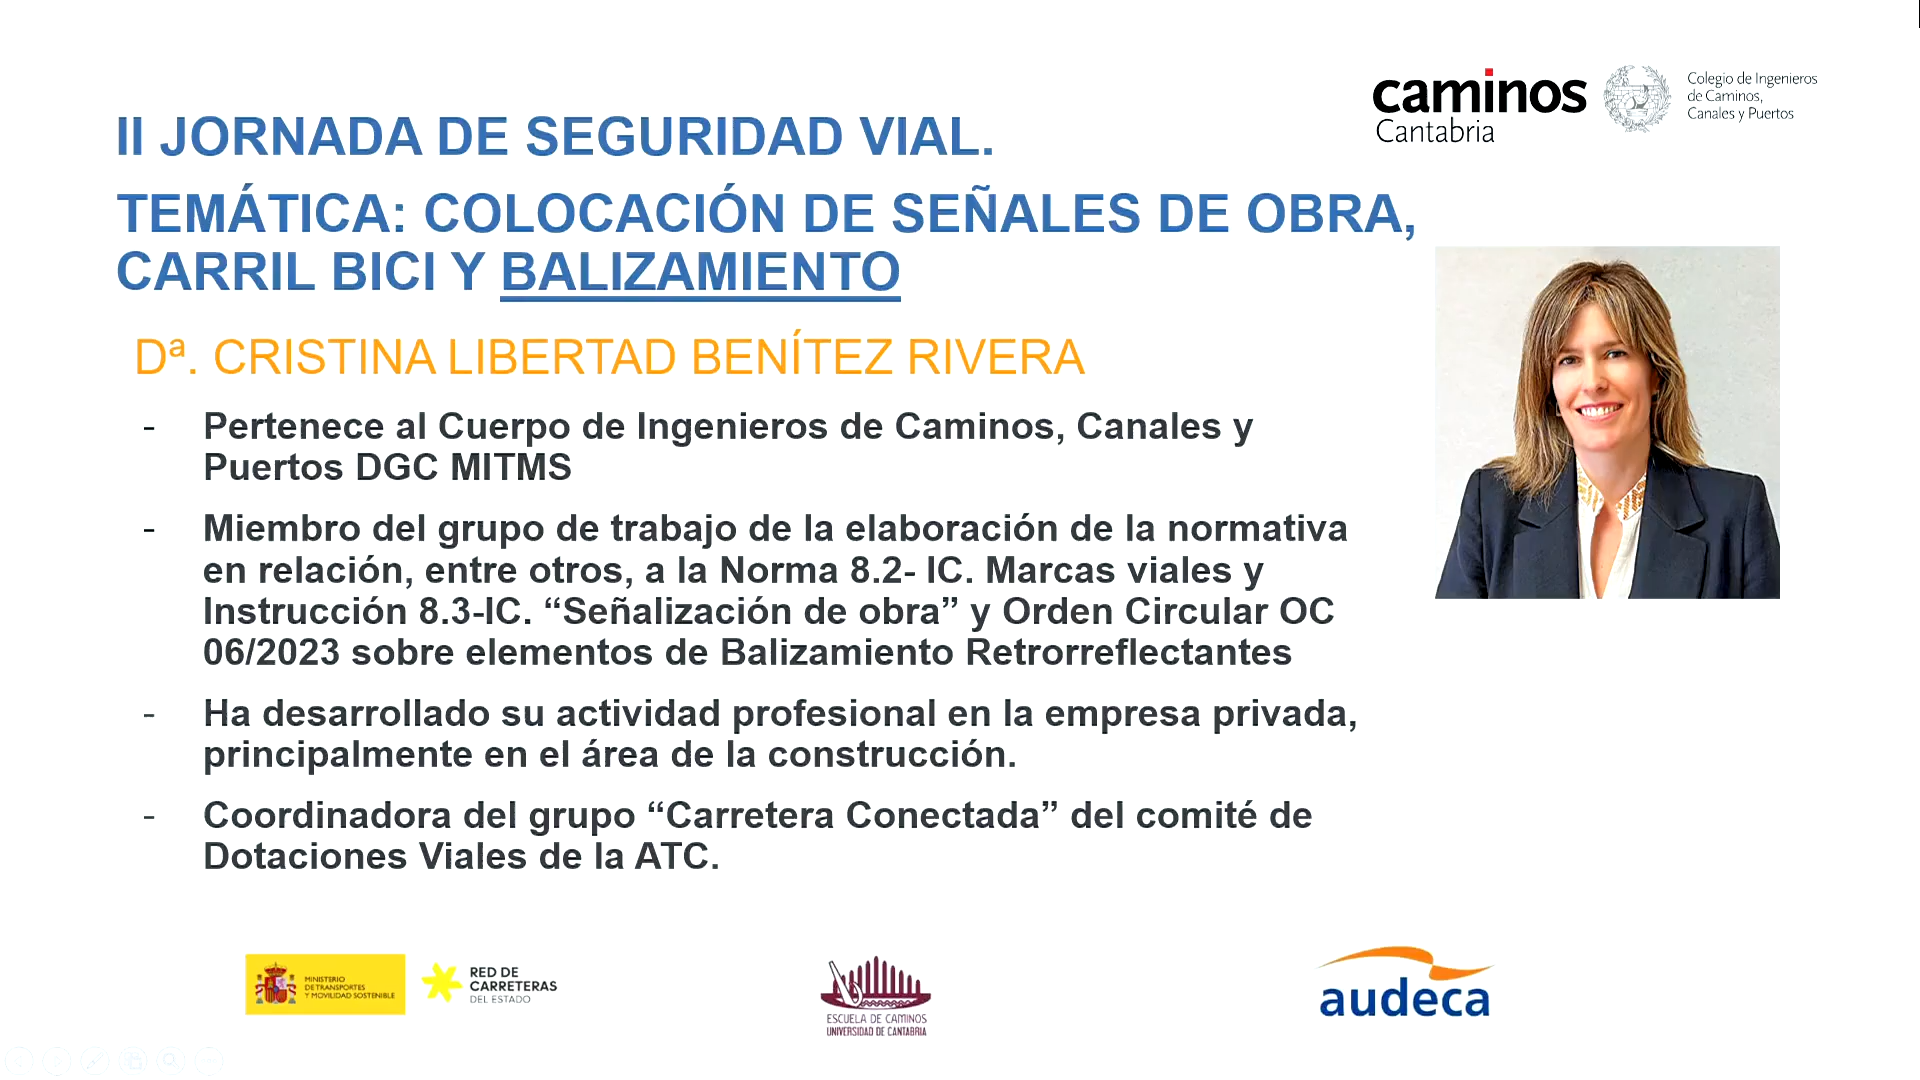 caminos
Cantabria
Colegio de Ingenieros
de Caminos,
Canales y Puertos
II JORNADA DE SEGURIDAD VIAL.
TEMÁTICA: COLOCACIÓN DE SEÑALES DE OBRA,
CARRIL BICI Y BALIZAMIENTO
Dª. CRISTINA LIBERTAD BENÍTEZ RIVERA
- Pertenece al Cuerpo de Ingenieros de Caminos, Canales y
Puertos DGC MITMS
- Miembro del grupo de trabajo de la elaboración de la normativa
en relación, entre otros, a la Norma 8.2- IC. Marcas viales y
Instrucción 8.3-IC. “Señalización de obra” y Orden Circular OC
06/2023 sobre elementos de Balizamiento Retrorreflectantes
- Ha desarrollado su actividad profesional en la empresa privada,
principalmente en el área de la construcción.
- Coordinadora del grupo “Carretera Conectada” del comité de
Dotaciones Viales de la ATC.
MINISTERIO
DE TRANSPORTES
Y MOVILIDAD SOSTENIBLE
RED DE
CARRETERAS
DEL ESTADO
ESCUELA DE CAMINOS
UNIVERSIDAD DE CANTABRIA
audeca